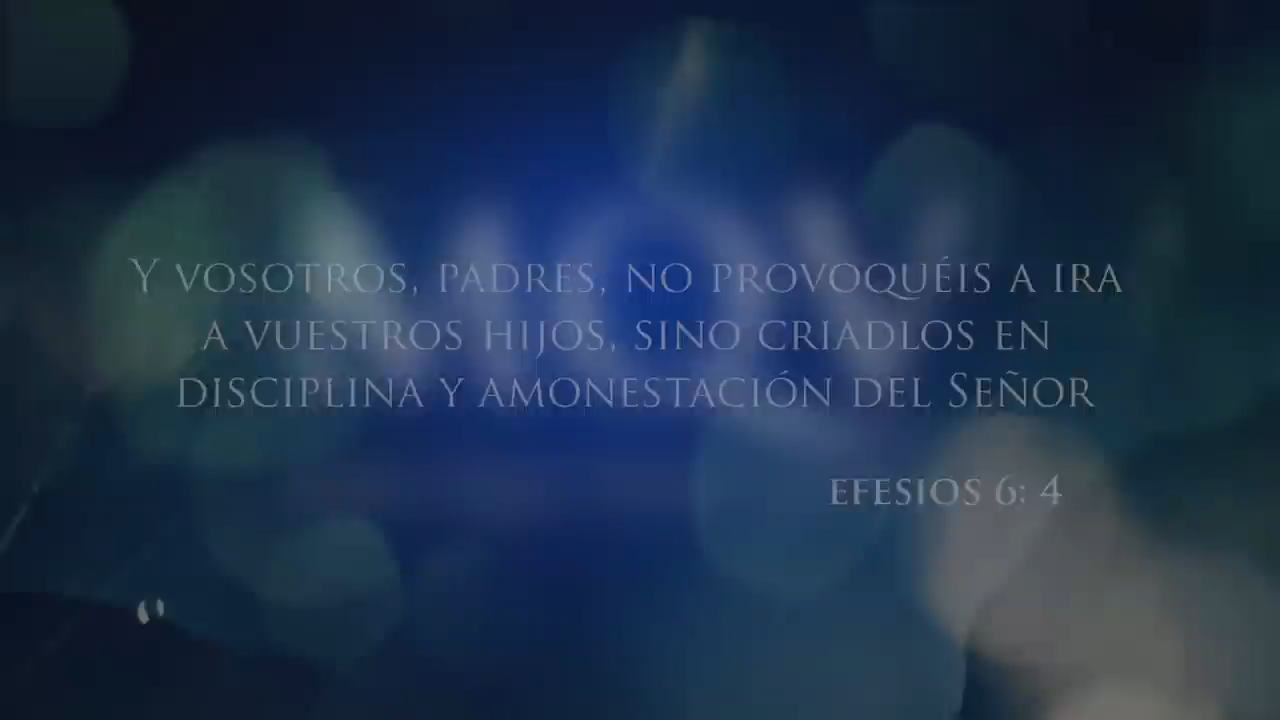 Y VOSOTROS, PADRES, NO PROVOQUÉIS A IRA
A VUESTROS HIJOS, SINO CRIADLOS EN
DISCIPLINA Y AMONESTACIÓN DEL SEÑOR
EFESIOS 6: 4